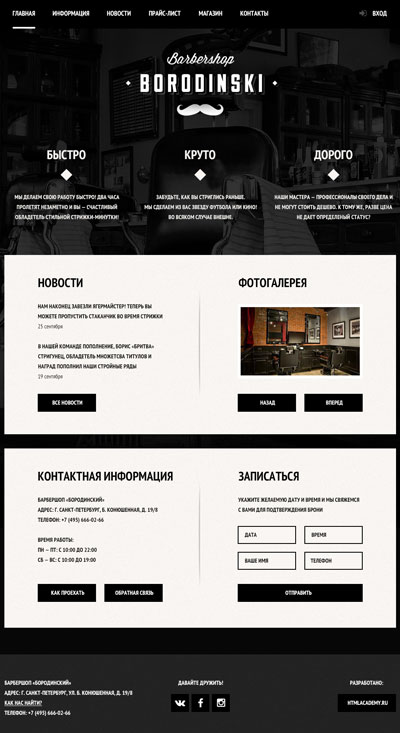 ГЛАВНАЯ ИНФОРМАЦИЯ НОВОСТИ ПРАЙС-ЛИСТ МАГАЗИН КОНТАКТЫ ВХОД
Barbershop
BORODINSKI
БЫСТРО
МЫ ДЕЛАЕМ СВОЮ РАБОТУ БЫСТРО! ДВА ЧАСА
ПРОЛЕТЯТ НЕЗАМЕТНО И ВЫ — СЧАСТЛИВЫЙ
ОБЛАДАТЕЛЬ СТИЛЬНОЙ СТРИЖКИ-МИНУТКИ!
КРУТО
ЗАБУДЬТЕ, КАК ВЫ СТРИГЛИСЬ РАНЬШЕ.
МЫ СДЕЛАЕМ ИЗ ВАС ЗВЕЗДУ ФУТБОЛА ИЛИ КИНО!
ВО ВСЯКОМ СЛУЧАЕ ВНЕШНЕ.
ДОРОГО
НАШИ МАСТЕРА — ПРОФЕССИОНАЛЫ СВОЕГО ДЕЛА И
НЕ МОГУТ СТОИТЬ ДЕШЕВО. К ТОМУ ЖЕ, РАЗВЕ ЦЕНА
НЕ ДАЕТ ОПРЕДЕЛЕННЫЙ СТАТУС?
НОВОСТИ
НАМ НАКОНЕЦ ЗАВЕЗЛИ ЯГЕРМАЙСТЕР! ТЕПЕРЬ ВЫ
МОЖЕТЕ ПРОПУСТИТЬ СТАКАНЧИК ВО ВРЕМЯ СТРИЖКИ
25 сентября
В НАШЕЙ КОМАНДЕ ПОПОЛНЕНИЕ, БОРИС «БРИТВА»
СТРИГУНЕЦ, ОБЛАДАТЕЛЬ МНОЖЕТСВА ТИТУЛОВ И
НАГРАД ПОПОЛНИЛ НАШИ СТРОЙНЫЕ РЯДЫ
19 сентября
ВСЕ НОВОСТИ
ФОТОГАЛЕРЕЯ
НАЗАД ВПЕРЕД
КОНТАКТНАЯ ИНФОРМАЦИЯ
БАРБЕРШОП «БОРОДИНСКИЙ»
АДРЕС: Г. САНКТ-ПЕТЕРБУРГ, Б. КОНЮШЕННАЯ, Д. 19/8
ТЕЛЕФОН: +7 (495) 666-02-66
ВРЕМЯ РАБОТЫ:
ПН — ПТ: С 10:00 ДО 22:00
СБ — ВС: С 10:00 ДО 19:00
КАК ПРОЕХАТЬ ОБРАТНАЯ СВЯЗЬ
ЗАПИСАТЬСЯ
УКАЖИТЕ ЖЕЛАЕМУЮ ДАТУ И ВРЕМЯ И МЫ СВЯЖЕМСЯ
С ВАМИ ДЛЯ ПОДТВЕРЖДЕНИЯ БРОНИ
ДАТА ВРЕМЯ
ВАШЕ ИМЯ ТЕЛЕФОН
ОТПРАВИТЬ
БАРБЕРШОП «БОРОДИНСКИЙ»
АДРЕС: Г. САНКТ-ПЕТЕРБУРГ, УЛ. Б. КОНЮШЕННАЯ, Д. 19/8
КАК НАС НАЙТИ?
ТЕЛЕФОН: +7 (495) 666-02-66
ДАВАЙТЕ ДРУЖИТЬ!
РАЗРАБОТАНО:
HTMLACADEMY.RU